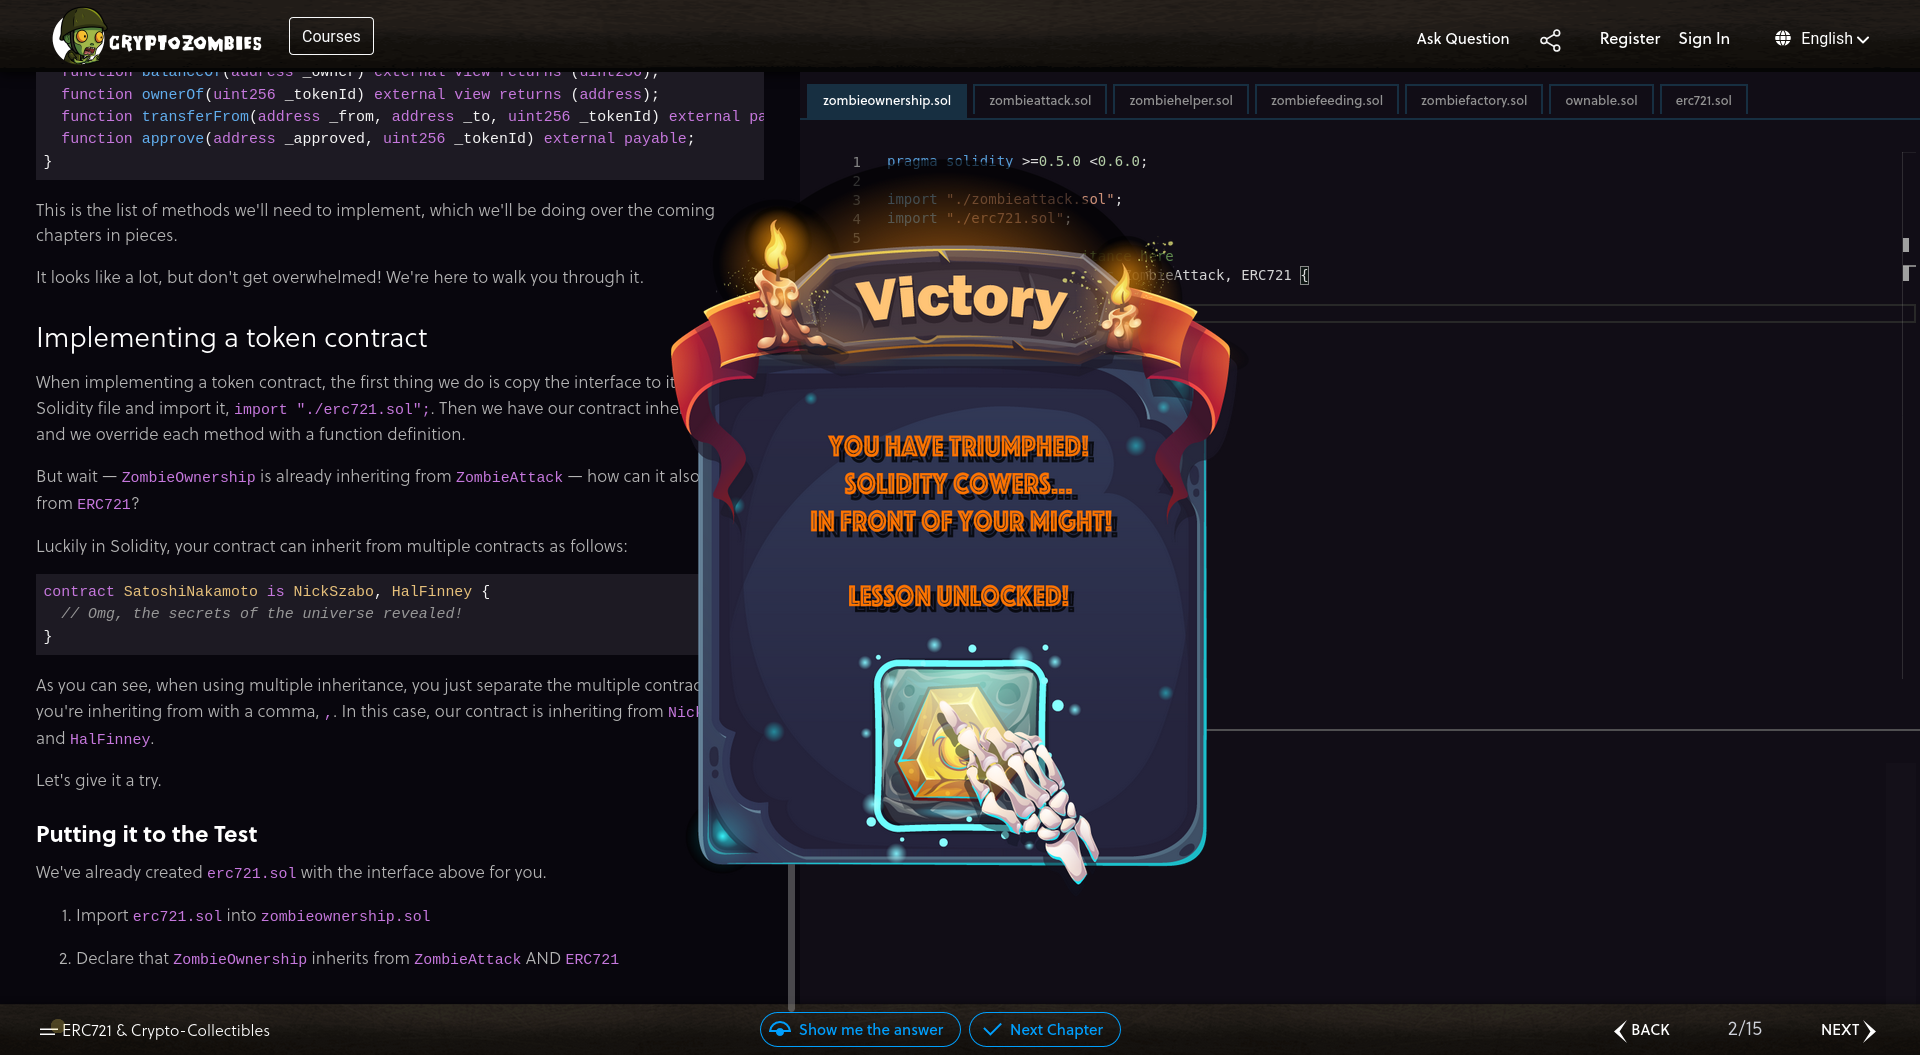 CRYPTOZOMBIES
Courses
Ask Question
Register
Sign In
English
function balanceOf(address _owner) external view returns (uint256);
function ownerOf(uint256 _tokenId) external view returns (address);
function transferFrom(address _from, address _to, uint256 _tokenId) external pa
function approve(address _approved, uint256 _tokenId) external payable;
}
This is the list of methods we'll need to implement, which we'll be doing over the coming
chapters in pieces.
It looks like a lot, but don't get overwhelmed! We're here to walk you through it.
Implementing a token contract
When implementing a token contract, the first thing we do is copy the interface to it
Solidity file and import it, import "./erc721.sol";. Then we have our contract inhe
and we override each method with a function definition.
But wait — ZombieOwnership is already inheriting from ZombieAttack — how can it also
from ERC721?
Luckily in Solidity, your contract can inherit from multiple contracts as follows:
contract SatoshiNakamoto is NickSzabo, HalFinney {
// Omg, the secrets of the universe revealed!
}
As you can see, when using multiple inheritance, you just separate the multiple contrac
you're inheriting from with a comma, ,. In this case, our contract is inheriting from Nick
and HalFinney.
Let's give it a try.
Putting it to the Test
We've already created erc721.sol with the interface above for you.
1. Import erc721.sol into zombieownership.sol
2. Declare that ZombieOwnership inherits from ZombieAttack AND ERC721
zombieownership.sol
zombieattack.sol
zombiehelper.sol
zombiefeeding.sol
zombiefactory.sol
ownable.sol
erc721.sol
1 pragma solidity >=0.5.0 <0.6.0;
2
3 import "./zombieattack.sol";
4 import "./erc721.sol";
5
here
ZombieAttack, ERC721 {
Victory
YOU HAVE TRIUMPHED!
SOLIDITY COWERS...
IN FRONT OF YOUR MIGHT!
LESSON UNLOCKED!
ERC721 & Crypto-Collectibles
Show me the answer
Next Chapter
BACK
2/15
NEXT